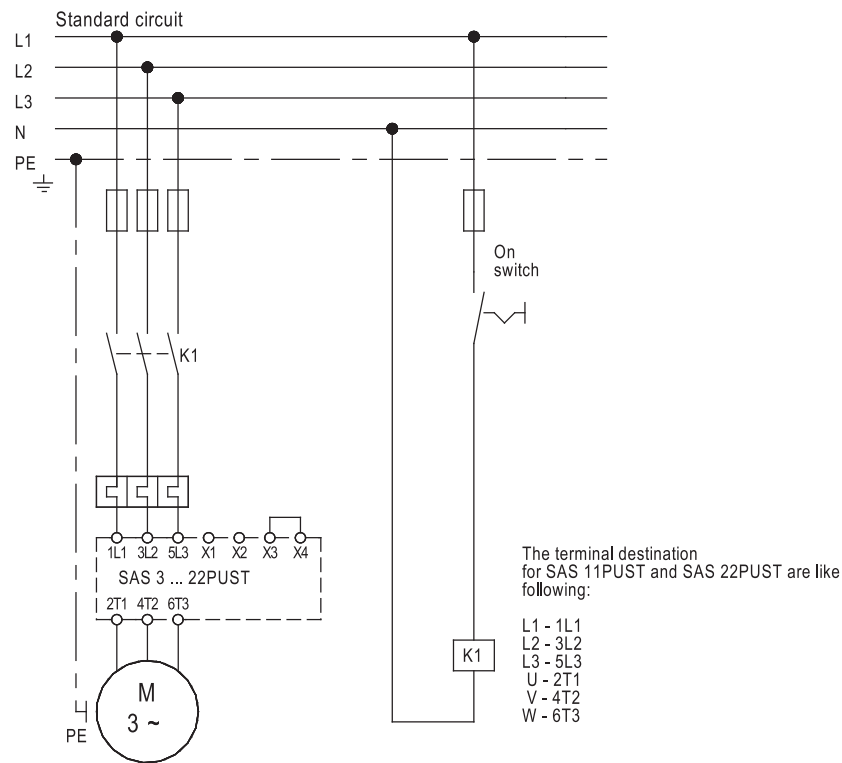 Standard circuit
L1
L2
L3
N
PE
On
switch
K1
1L1 3L2 5L3 X1 X2 X3 X4
SAS 3 ... 22PUST
2T1 4T2 6T3
M
3 ~
PE
K1
The terminal destination
for SAS 11PUST and SAS 22PUST are like
following:
L1 - 1L1
L2 - 3L2
L3 - 5L3
U - 2T1
V - 4T2
W - 6T3